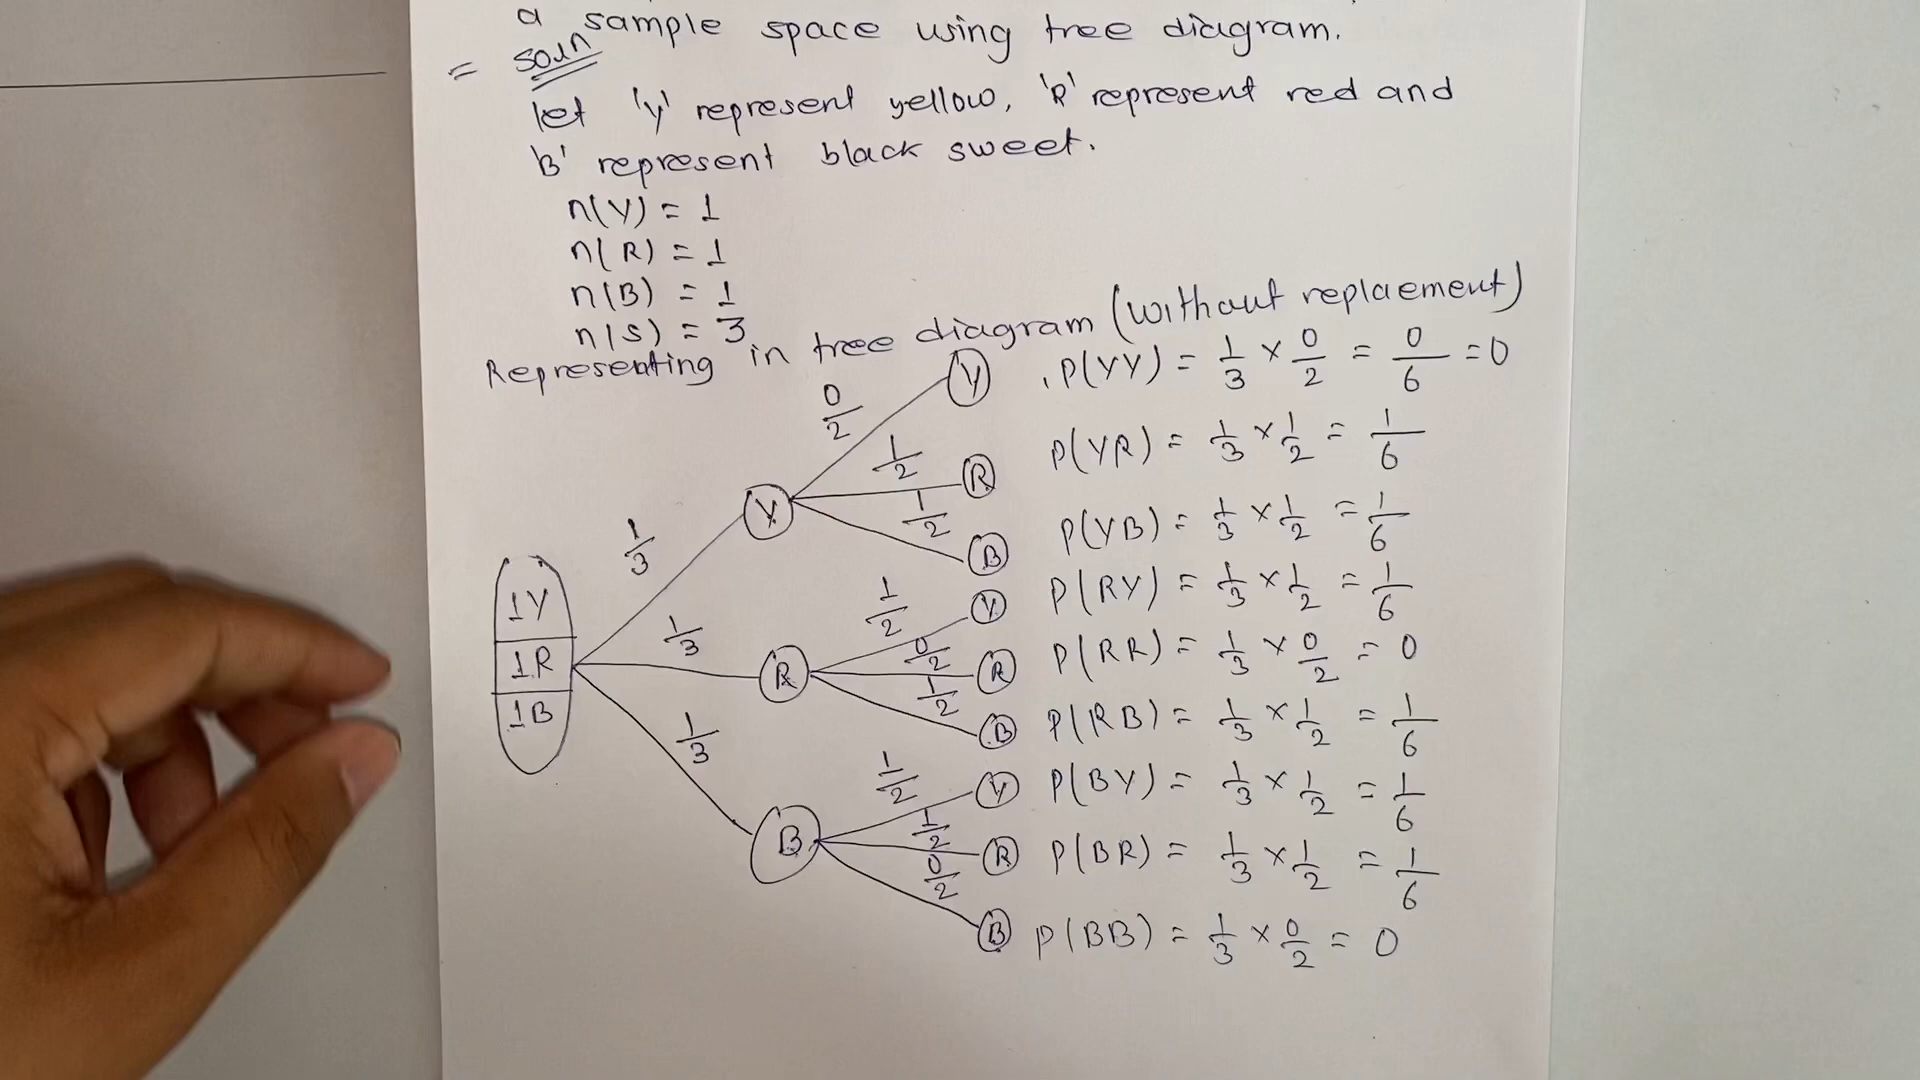 a sample space using tree diagram.
= soln
let 'y' represent yellow, 'R' represent red and
'B' represent black sweet.
n(Y) = 1
n(R) = 1
n(B) = 1
n(S) = 3
Representing in tree diagram (without replaement)
0/2 Y P(YY) = 1/3 × 0/2 = 0/6 = 0
1/2 R P(YR) = 1/3 × 1/2 = 1/6
1/3 Y 1/2 B P(YB) = 1/3 × 1/2 = 1/6
1/2 Y P(RY) = 1/3 × 1/2 = 1/6
1Y
1R 1/3 R 0/2 R P(RR) = 1/3 × 0/2 = 0
1B
1/2 B P(RB) = 1/3 × 1/2 = 1/6
1/3 1/2 Y P(BY) = 1/3 × 1/2 = 1/6
B 1/2 R P(BR) = 1/3 × 1/2 = 1/6
0/2 B P(BB) = 1/3 × 0/2 = 0